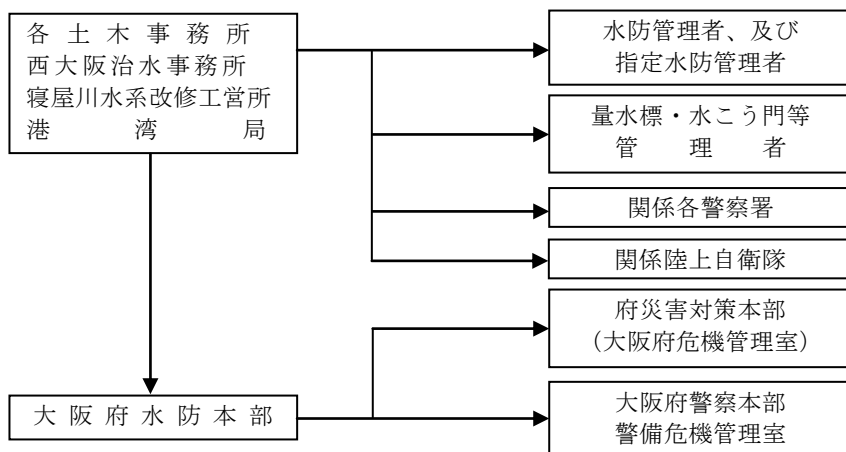 各土木事務所
西大阪治水事務所
寝屋川水系改修工営所
港湾局
水防管理者、及び
指定水防管理者
量水標・水こう門等
管理者
関係各警察署
関係陸上自衛隊
府災害対策本部
（大阪府危機管理室）
大阪府水防本部
大阪府警察本部
警備危機管理室